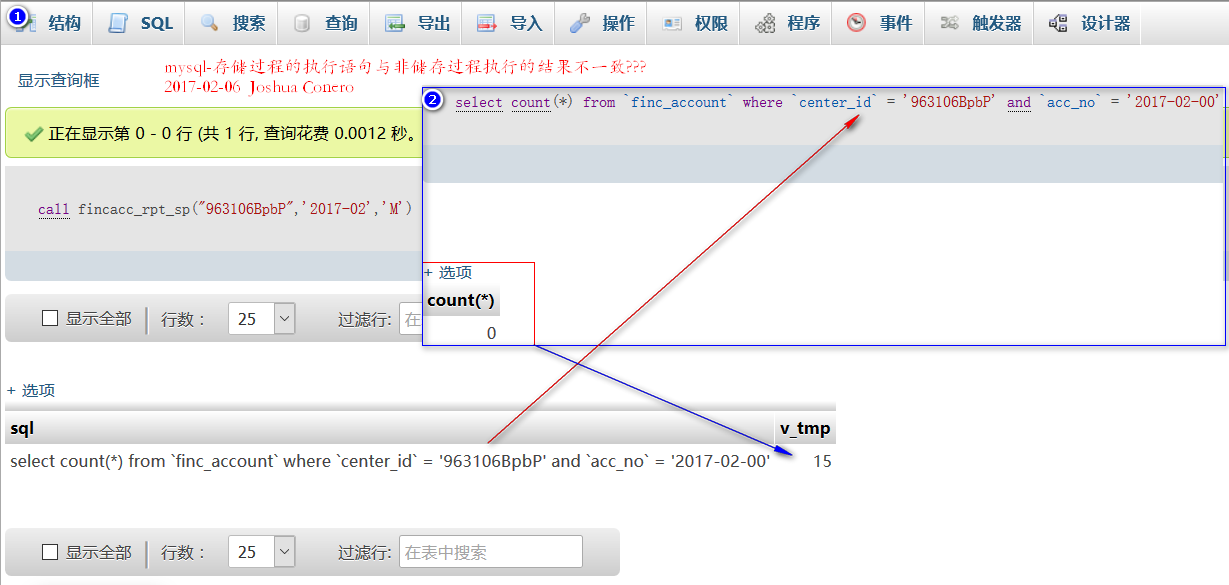 1 结构 SQL 搜索 查询 导出 导入 操作 权限 程序 事件 触发器 设计器
显示查询框
mysql-存储过程的执行语句与非储存过程执行的结果不一致???
2017-02-06 Joshua Conero
正在显示第 0 - 0 行 (共 1 行, 查询花费 0.0012 秒。
call fincacc_rpt_sp("963106BpbP",'2017-02','M')
显示全部 行数： 25 过滤行: 在
2 select count(*) from `finc_account` where `center_id` = '963106BpbP' and `acc_no` = '2017-02-00'
+ 选项
count(*)
0
+ 选项
sql v_tmp
select count(*) from `finc_account` where `center_id` = '963106BpbP' and `acc_no` = '2017-02-00' 15
显示全部 行数： 25 过滤行: 在表中搜索